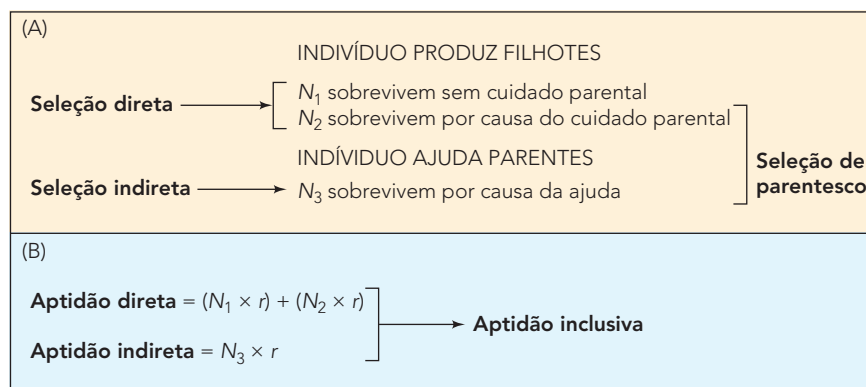 (A)
INDIVÍDUO PRODUZ FILHOTES
Seleção direta
N1 sobrevivem sem cuidado parental
N2 sobrevivem por causa do cuidado parental
INDÍVIDUO AJUDA PARENTES
Seleção indireta
N3 sobrevivem por causa da ajuda
Seleção de
parentesco
(B)
Aptidão direta = (N1 × r) + (N2 × r)
Aptidão indireta = N3 × r
Aptidão inclusiva